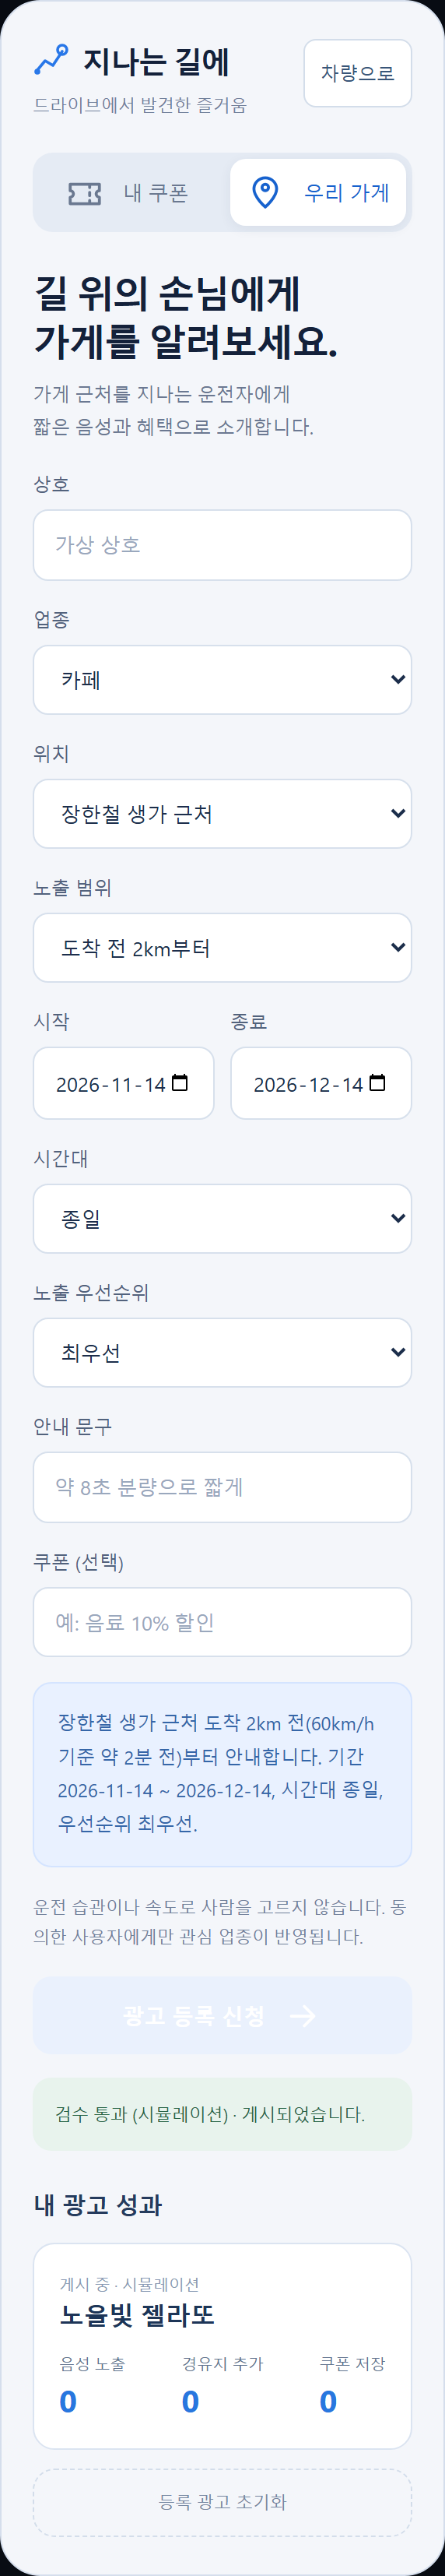 지나는 길에
드라이브에서 발견한 즐거움
차량으로
내 쿠폰
우리 가게
길 위의 손님에게
가게를 알려보세요.
가게 근처를 지나는 운전자에게
짧은 음성과 혜택으로 소개합니다.
상호
가상 상호
업종
카페
위치
장한철 생가 근처
노출 범위
도착 전 2km부터
시작 종료
2026-11-14 2026-12-14
시간대
종일
노출 우선순위
최우선
안내 문구
약 8초 분량으로 짧게
쿠폰 (선택)
예: 음료 10% 할인
장한철 생가 근처 도착 2km 전(60km/h
기준 약 2분 전)부터 안내합니다. 기간
2026-11-14 ~ 2026-12-14, 시간대 종일,
우선순위 최우선.
운전 습관이나 속도로 사람을 고르지 않습니다. 동
의한 사용자에게만 관심 업종이 반영됩니다.
광고 등록 신청 →
검수 통과 (시뮬레이션) · 게시되었습니다.
내 광고 성과
게시 중 · 시뮬레이션
노을빛 젤라또
음성 노출 경유지 추가 쿠폰 저장
0 0 0
등록 광고 초기화